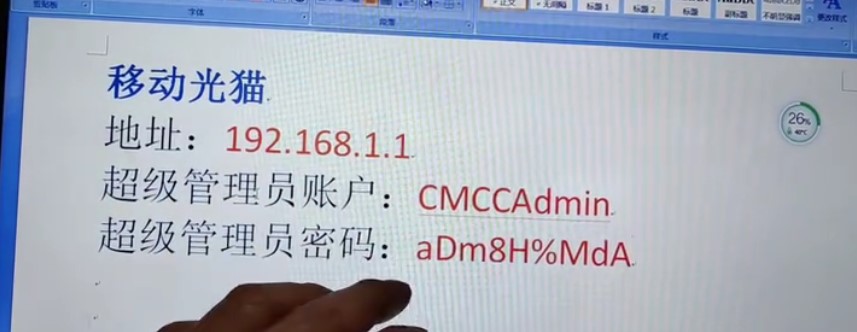 剪贴板
字体
段落
样式
正文
无间隔
标题 1
标题 2
标题
副标题
不明显强调
更改样式
移动光猫
地址：192.168.1.1
超级管理员账户：CMCCAdmin
超级管理员密码：aDm8H%MdA
26%